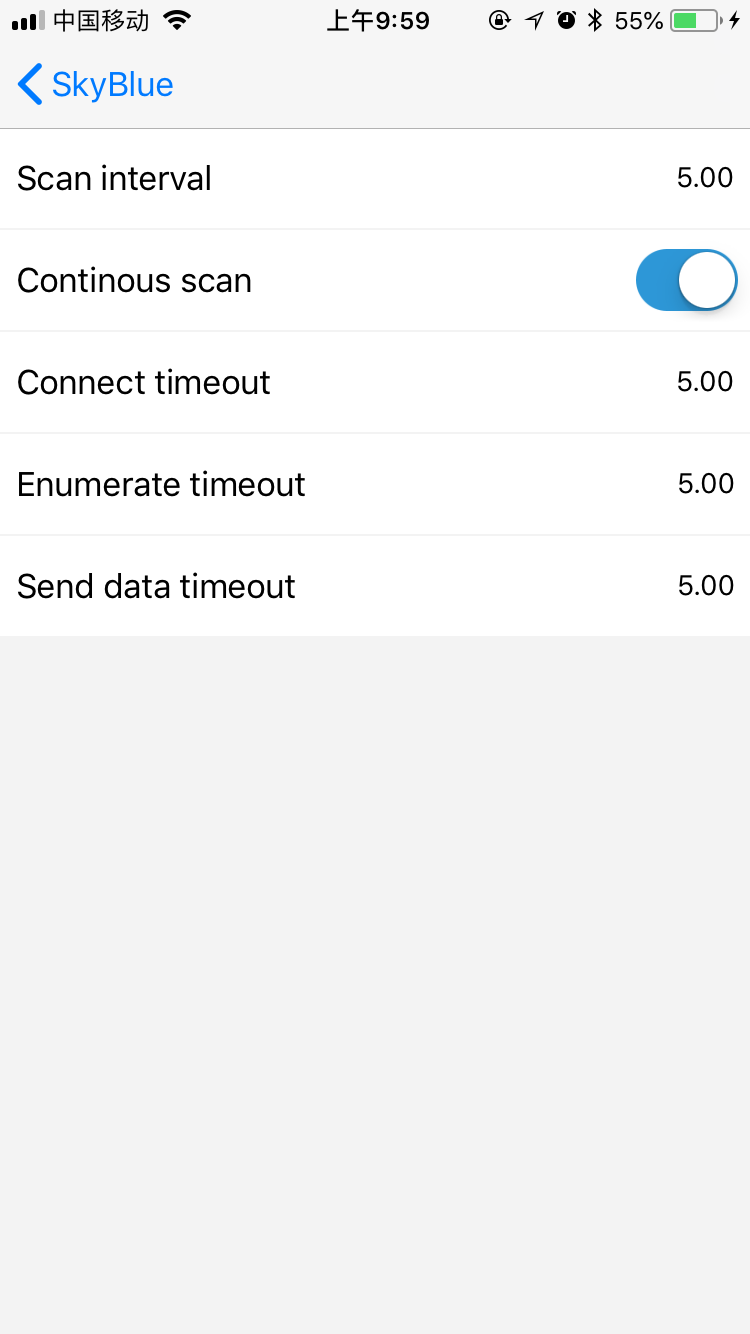 中国移动 上午9:59 55%
SkyBlue
Scan interval 5.00
Continous scan
Connect timeout 5.00
Enumerate timeout 5.00
Send data timeout 5.00